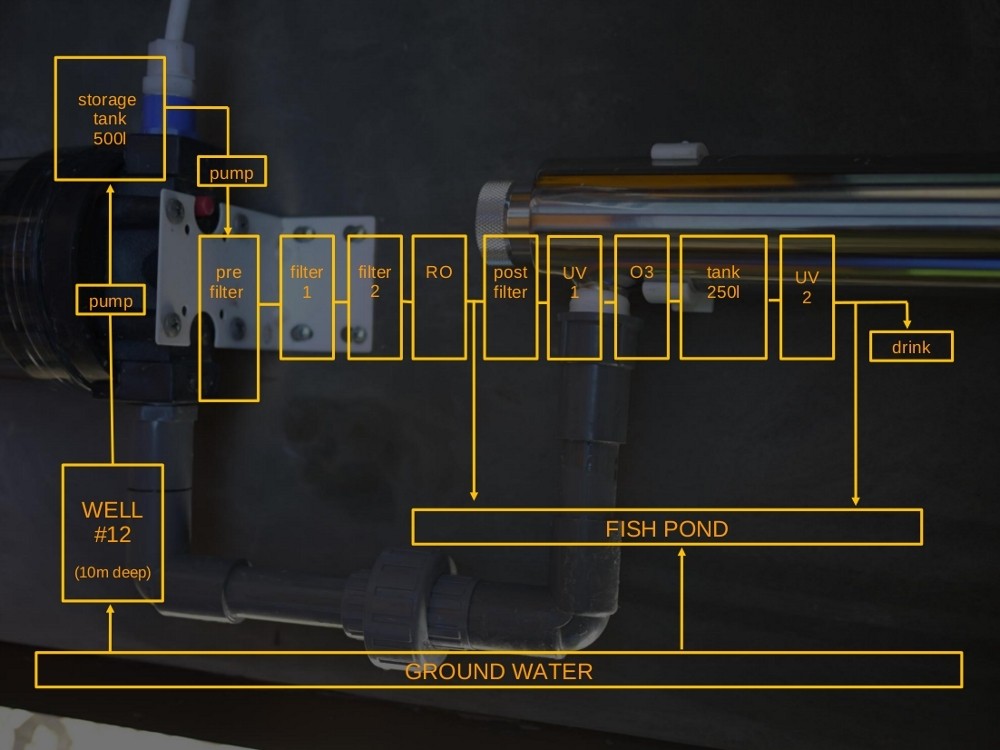 storage
tank
500l
pump
pump
pre
filter
filter
1
filter
2
RO
post
filter
UV
1
O3
tank
250l
UV
2
drink
WELL
#12
(10m deep)
FISH POND
GROUND WATER